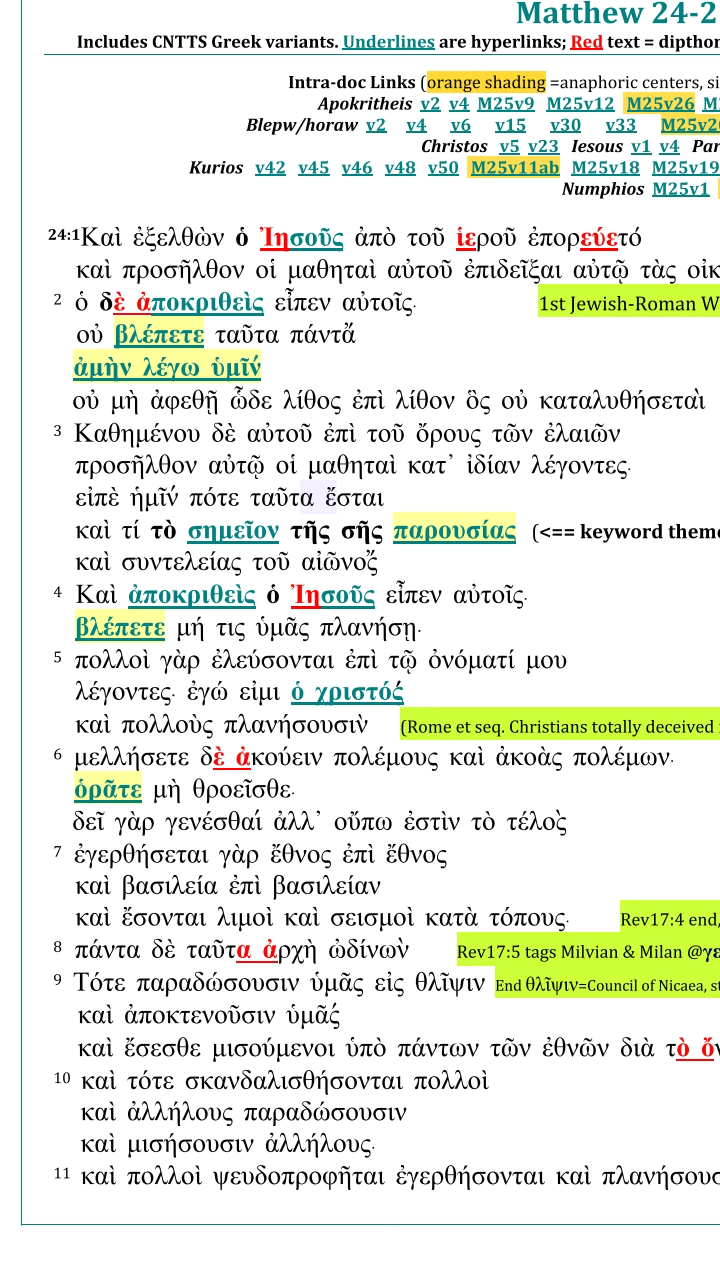 Matthew 24-2
Includes CNTTS Greek variants. Underlines are hyperlinks; Red text = dipthon
Intra-doc Links (orange shading =anaphoric centers, si
Apokritheis v2 v4 M25v9 M25v12 M25v26 M
Blepw/horaw v2 v4 v6 v15 v30 v33 M25v20
Christos v5 v23 Iesous v1 v4 Par
Kurios v42 v45 v46 v48 v50 M25v11ab M25v18 M25v19
Numphios M25v1
24:1Καὶ ἐξελθὼν ὁ Ἰησοῦς ἀπὸ τοῦ ἱεροῦ ἐπορεύετό
καὶ προσῆλθον οἱ μαθηταὶ αὐτοῦ ἐπιδεῖξαι αὐτῷ τὰς οἰκ
2 ὁ δὲ ἀποκριθεὶς εἶπεν αὐτοῖς· 1st Jewish-Roman W
οὐ βλέπετε ταῦτα πάντἄ
ἀμὴν λέγω ὑμῖν́
οὐ μὴ ἀφεθῇ ὧδε λίθος ἐπὶ λίθον ὃς οὐ καταλυθήσεταὶ
3 Καθημένου δὲ αὐτοῦ ἐπὶ τοῦ ὄρους τῶν ἐλαιῶν
προσῆλθον αὐτῷ οἱ μαθηταὶ κατ᾽ ἰδίαν λέγοντες·
εἰπὲ ἡμῖν́ πότε ταῦτα ἔσται
καὶ τί τὸ σημεῖον τῆς σῆς παρουσίας (<== keyword theme
καὶ συντελείας τοῦ αἰῶνος̌
4 Καὶ ἀποκριθεὶς ὁ Ἰησοῦς εἶπεν αὐτοῖς·
βλέπετε μή τις ὑμᾶς πλανήσῃ·
5 πολλοὶ γὰρ ἐλεύσονται ἐπὶ τῷ ὀνόματί μου
λέγοντες· ἐγώ εἰμι ὁ χριστός́
καὶ πολλοὺς πλανήσουσιν̀ (Rome et seq. Christians totally deceived
6 μελλήσετε δὲ ἀκούειν πολέμους καὶ ἀκοὰς πολέμων·
ὁρᾶτε μὴ θροεῖσθε·
δεῖ γὰρ γενέσθαί ἀλλ᾽ οὔπω ἐστὶν τὸ τέλος̀
7 ἐγερθήσεται γὰρ ἔθνος ἐπὶ ἔθνος
καὶ βασιλεία ἐπὶ βασιλείαν
καὶ ἔσονται λιμοὶ καὶ σεισμοὶ κατὰ τόπους· Rev17:4 end,
8 πάντα δὲ ταῦτα ἀρχὴ ὠδίνων̀ Rev17:5 tags Milvian & Milan @γε
9 Τότε παραδώσουσιν ὑμᾶς εἰς θλῖψιν End θλῖψιν=Council of Nicaea, st
καὶ ἀποκτενοῦσιν ὑμᾶς́
καὶ ἔσεσθε μισούμενοι ὑπὸ πάντων τῶν ἐθνῶν διὰ τὸ ὄν
10 καὶ τότε σκανδαλισθήσονται πολλοὶ
καὶ ἀλλήλους παραδώσουσιν
καὶ μισήσουσιν ἀλλήλους·
11 καὶ πολλοὶ ψευδοπροφῆται ἐγερθήσονται καὶ πλανήσουσ